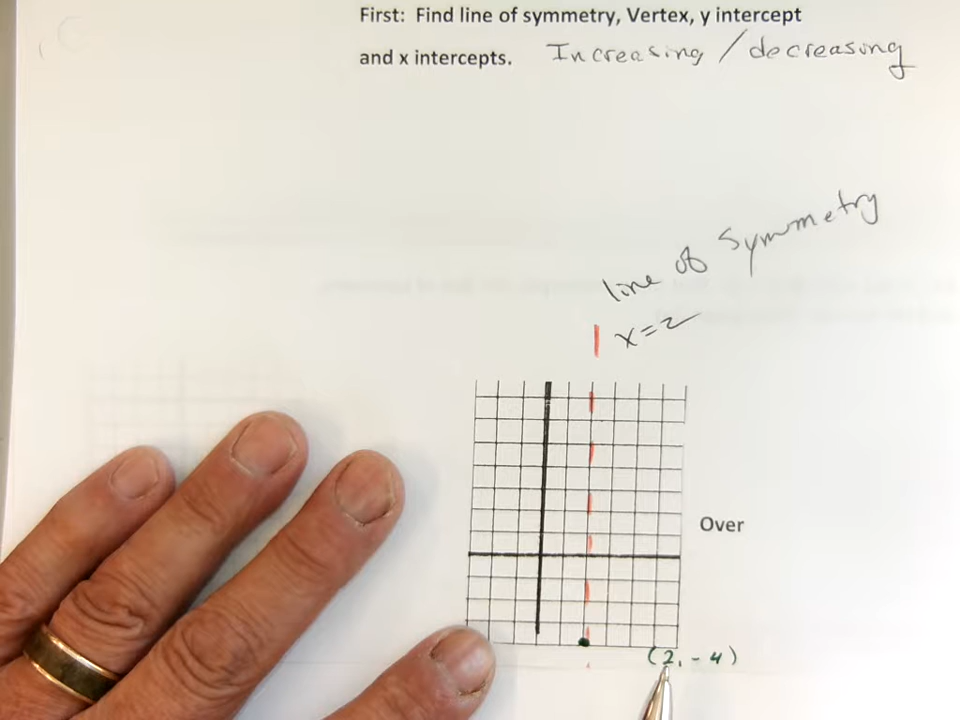 First: Find line of symmetry, Vertex, y intercept
and x intercepts. Increasing / decreasing
line of Symmetry
x = 2
Over
(2, - 4)